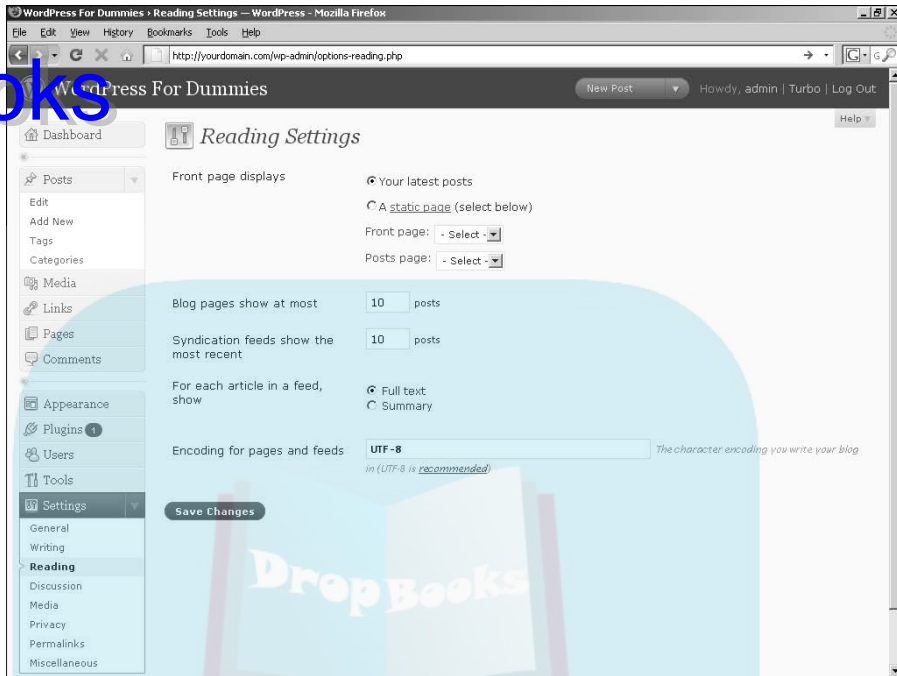 WordPress For Dummies › Reading Settings — WordPress - Mozilla Firefox
File Edit View History Bookmarks Tools Help
http://yourdomain.com/wp-admin/options-reading.php
WordPress For Dummies
New Post
Howdy, admin | Turbo | Log Out
oks
Help
Dashboard
Reading Settings
Posts
Edit
Add New
Tags
Categories
Media
Links
Pages
Comments
Appearance
Plugins 1
Users
Tools
Settings
General
Writing
Reading
Discussion
Media
Privacy
Permalinks
Miscellaneous
Front page displays
Your latest posts
A static page (select below)
Front page: - Select -
Posts page: - Select -
Blog pages show at most 10 posts
Syndication feeds show the
most recent
10 posts
For each article in a feed,
show
Full text
Summary
Encoding for pages and feeds UTF-8 The character encoding you write your blog
in (UTF-8 is recommended)
Save Changes
DropBooks